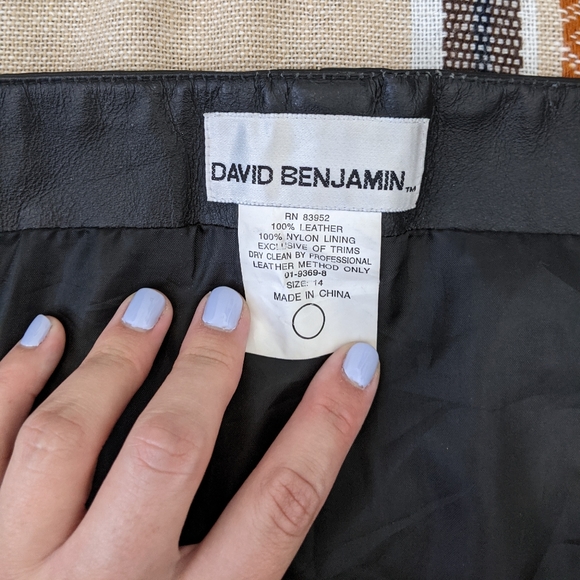 DAVID BENJAMIN™
RN 83952
100% LEATHER
100% NYLON LINING
EXCLUSIVE OF TRIMS
DRY CLEAN BY PROFESSIONAL
LEATHER METHOD ONLY
01-9369-8
SIZE: 14
MADE IN CHINA